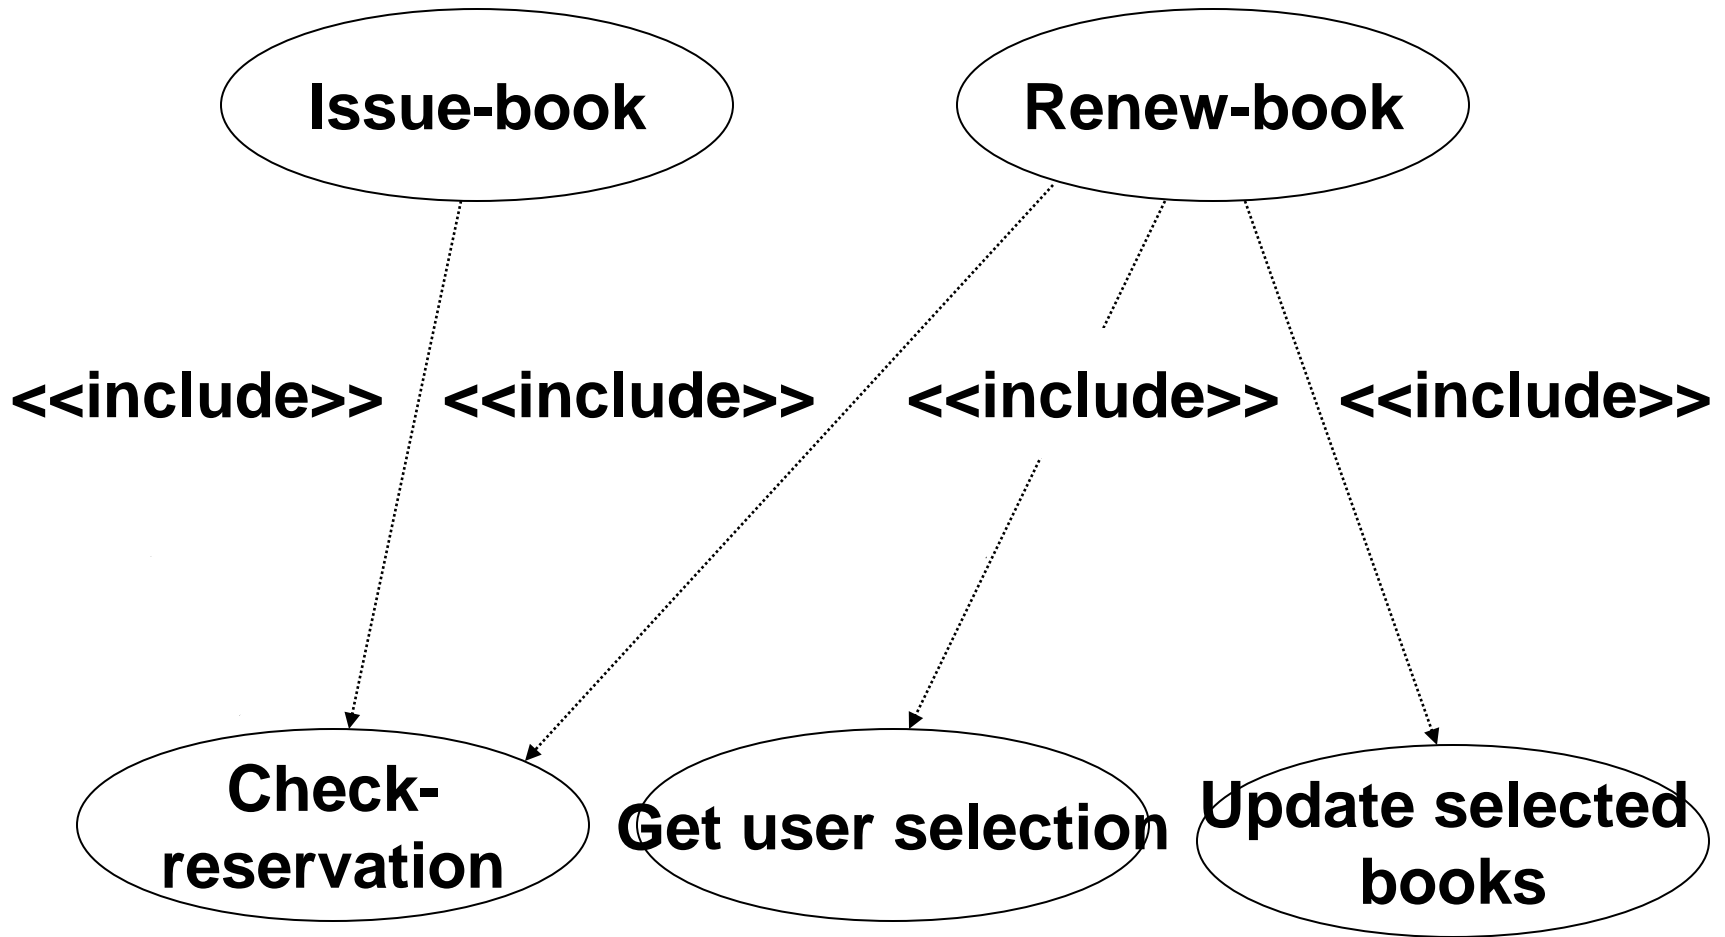 Issue-book
Renew-book
<<include>>
<<include>>
<<include>>
<<include>>
Check-
reservation
Get user selection
Update selected
books